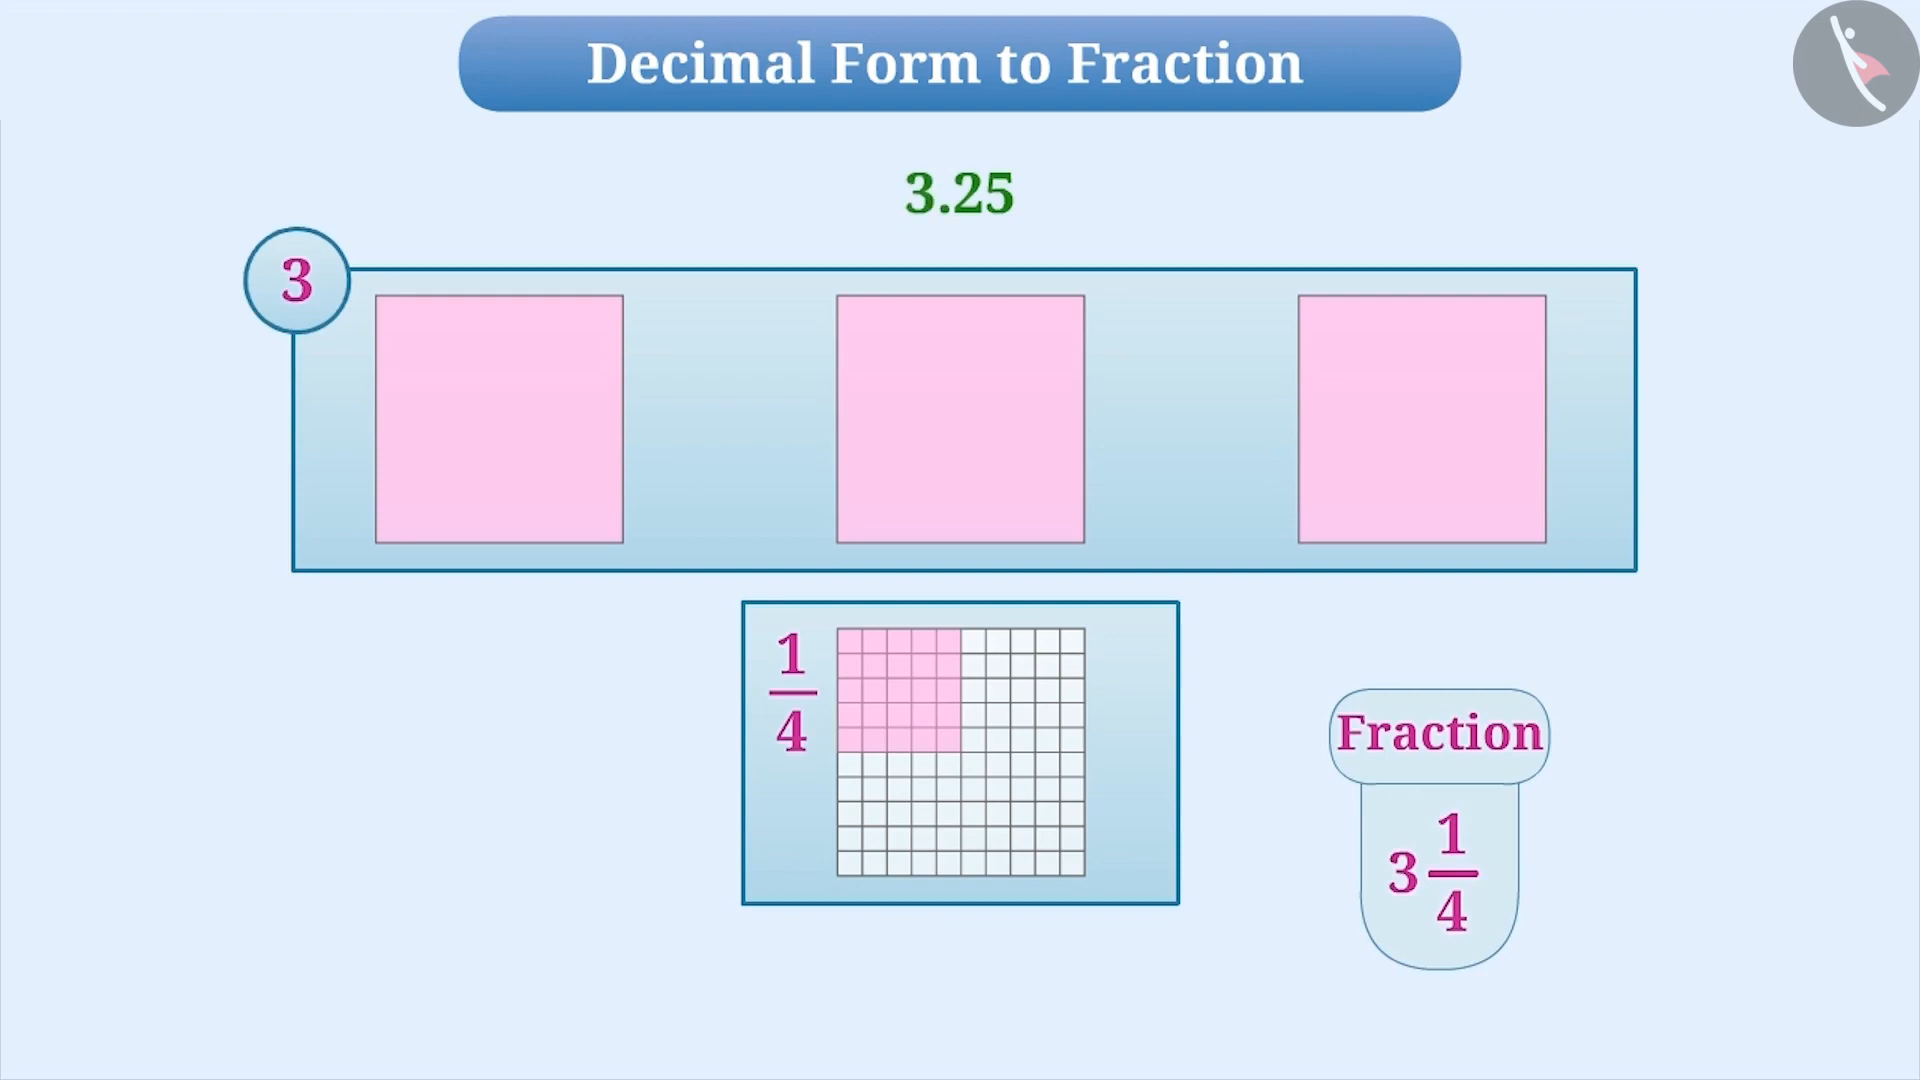 Decimal Form to Fraction
3.25
3
1
4
Fraction
3 1/4